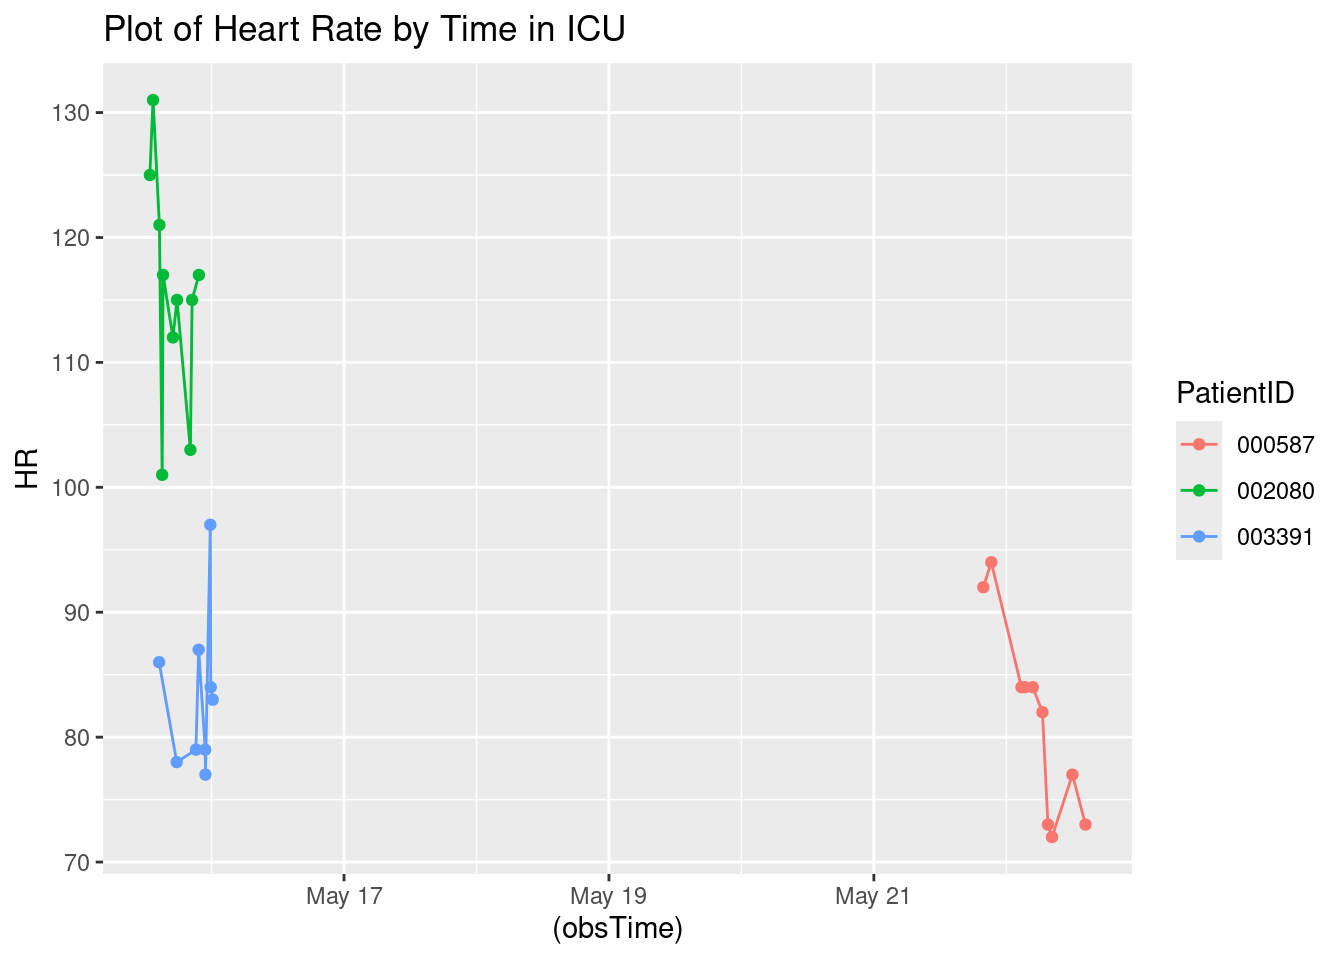 Plot of Heart Rate by Time in ICU
130
120
110
100
90
80
70
HR
May 17
May 19
May 21
(obsTime)
PatientID
000587
002080
003391